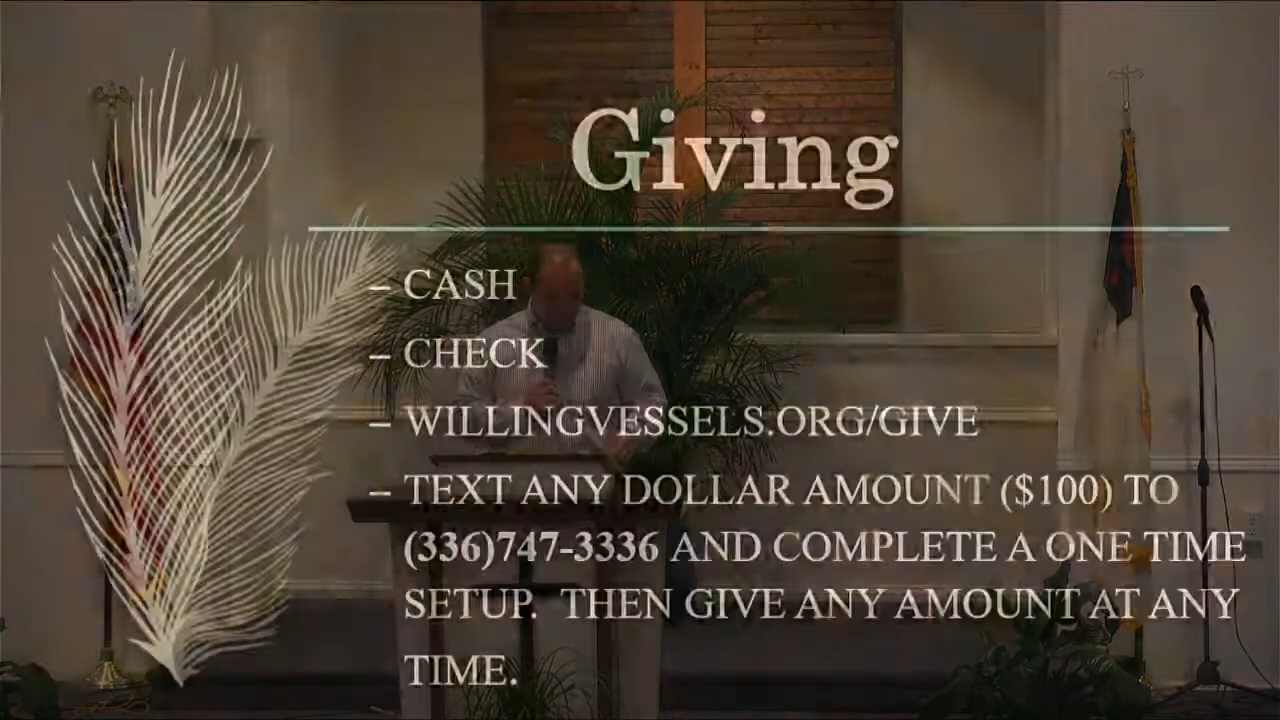 Giving
– CASH
– CHECK
– WILLINGVESSELS.ORG/GIVE
– TEXT ANY DOLLAR AMOUNT ($100) TO
(336)747-3336 AND COMPLETE A ONE TIME
SETUP.  THEN GIVE ANY AMOUNT AT ANY
TIME.